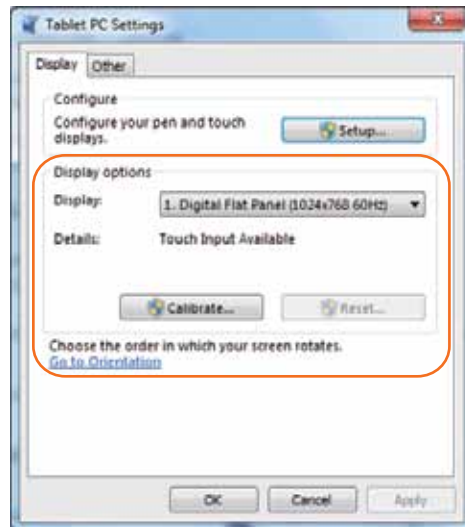 Tablet PC Settings
Display Other
Configure
Configure your pen and touch
displays.
Setup...
Display options
Display: 1. Digital Flat Panel (1024x768 60Hz)
Details: Touch Input Available
Calibrate... Reset...
Choose the order in which your screen rotates.
Go to Orientation
OK Cancel Apply